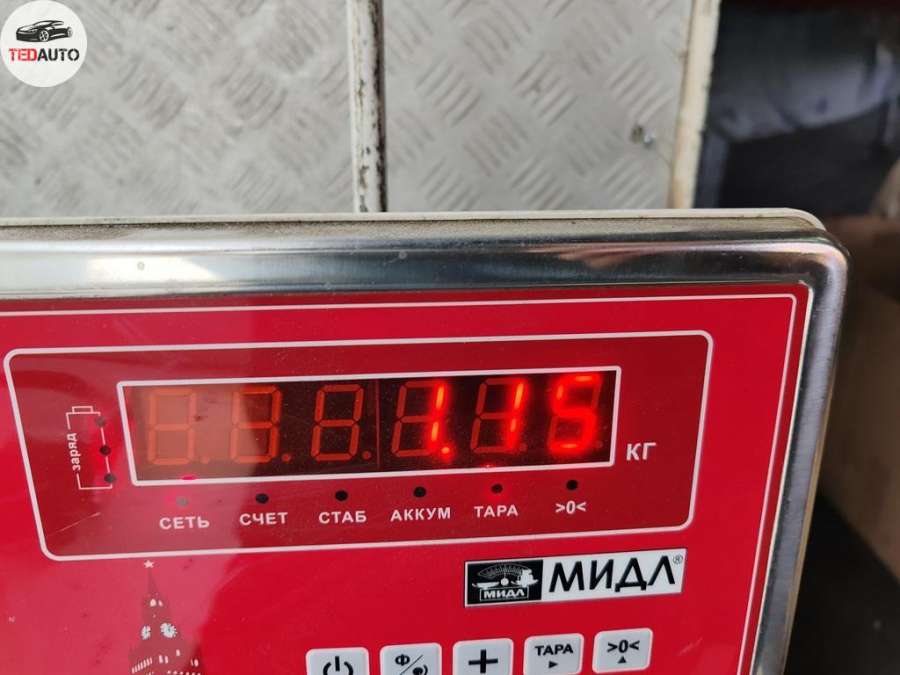 TEDAUTO
1.15
КГ
заряд
СЕТЬ СЧЕТ СТАБ АККУМ ТАРА >0<
МИДЛ МИДЛ®
Ф + ТАРА >0<